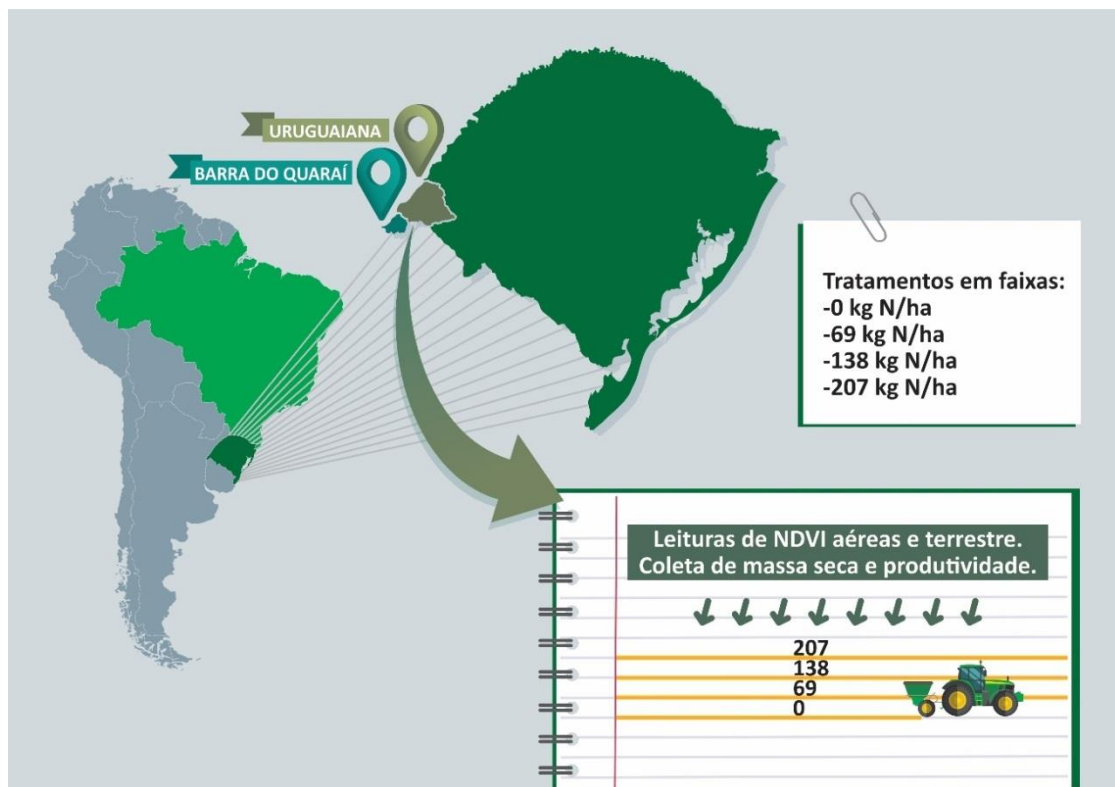 URUGUAIANA
BARRA DO QUARAÍ
Tratamentos em faixas:
-0 kg N/ha
-69 kg N/ha
-138 kg N/ha
-207 kg N/ha
Leituras de NDVI aéreas e terrestre.
Coleta de massa seca e produtividade.
207
138
69
0